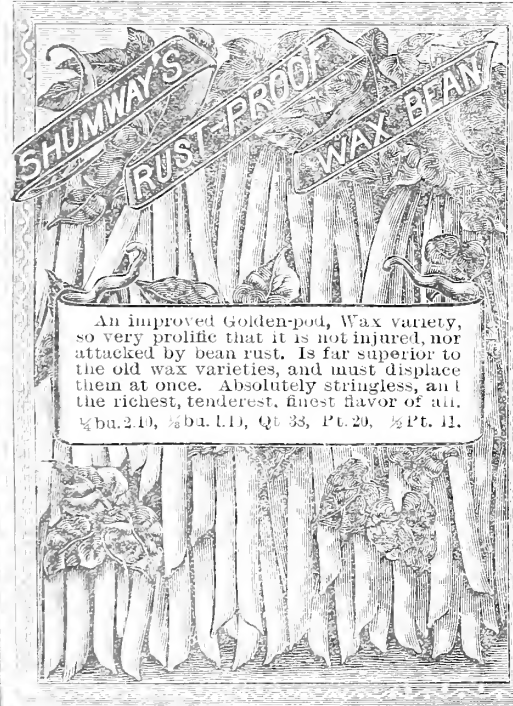 SHUMWAY'S
RUST-PROOF
WAX BEAN
An improved Golden-pod, Wax variety,
so very prolific that it is not injured, nor
attacked by bean rust. Is far superior to
the old wax varieties, and must displace
them at once. Absolutely stringless, and
the richest, tenderest, finest flavor of all.
¼bu. 2.10, ⅛bu. 1.10, Qt 38, Pt. 20, ½Pt. 11.